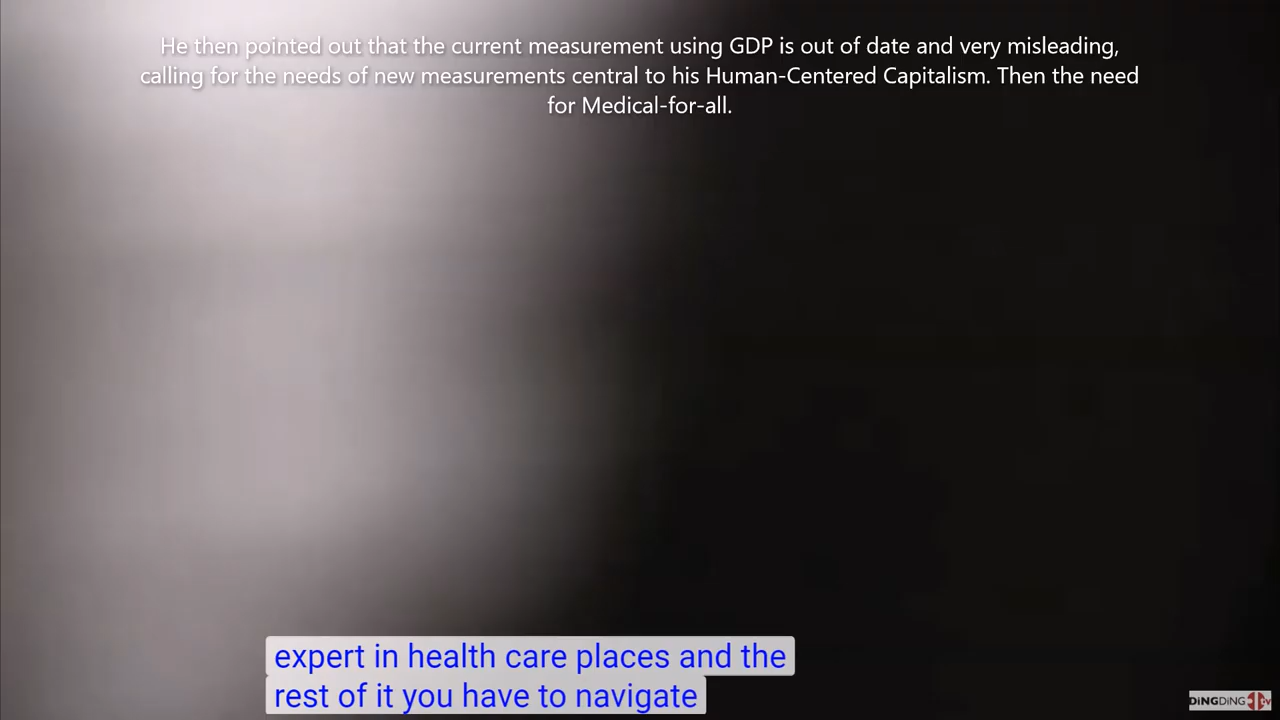 He then pointed out that the current measurement using GDP is out of date and very misleading,
calling for the needs of new measurements central to his Human-Centered Capitalism. Then the need
for Medical-for-all.
expert in health care places and the
rest of it you have to navigate
DINGDING tv